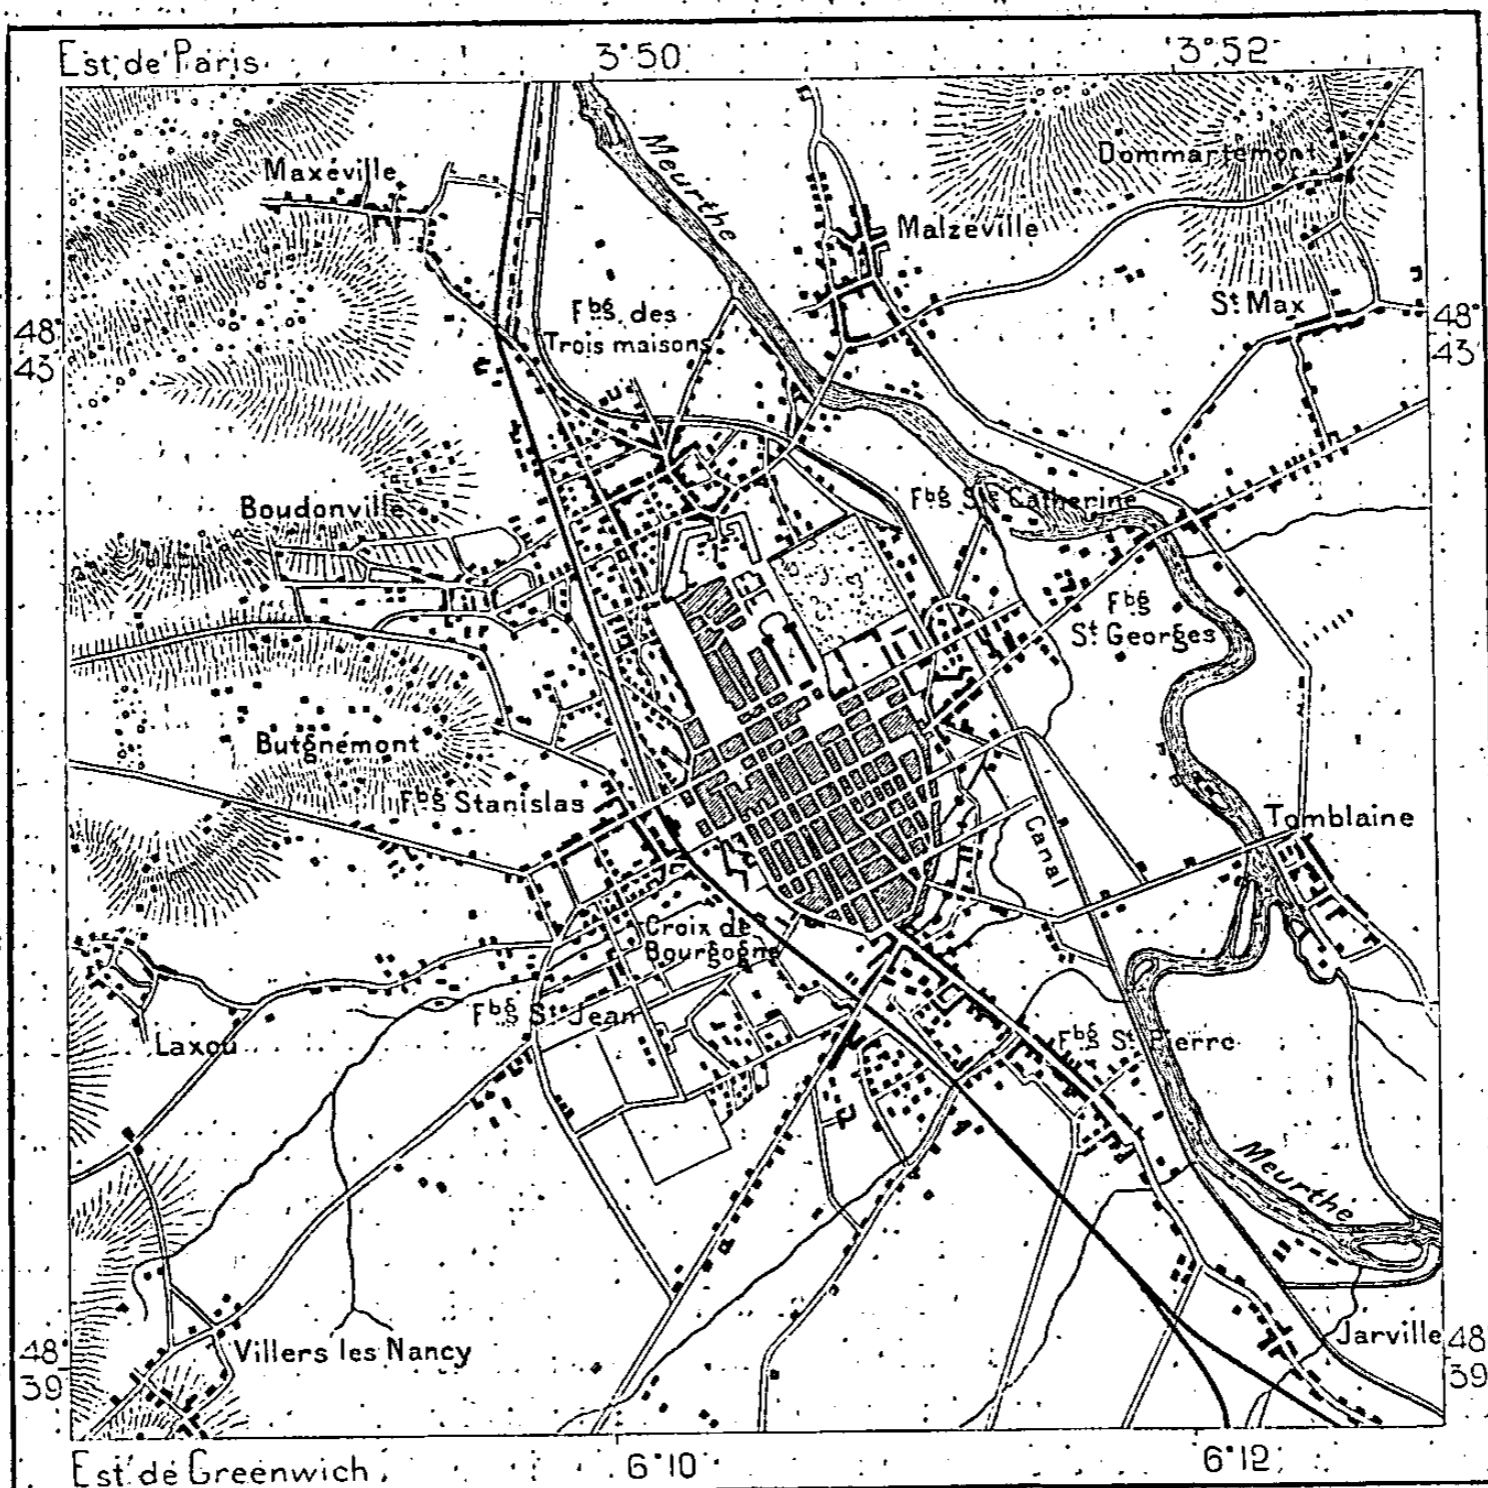 Est de Paris 3°50 3°52
Meurthe
Dommartemont
Maxéville
Malzéville
St Max
Fbg des
Trois maisons
48° 48°
43 43
Boudonville
Fbg Ste Catherine
Fbg
St Georges
Butgnémont
Fbg Stanislas
Tomblaine
Canal
Croix de
Bourgogne
Fbg St Jean
Laxou
Fbg St Pierre
Meurthe
Villers les Nancy
Jarville
48° 48
39 39
Est de Greenwich 6°10 6°12